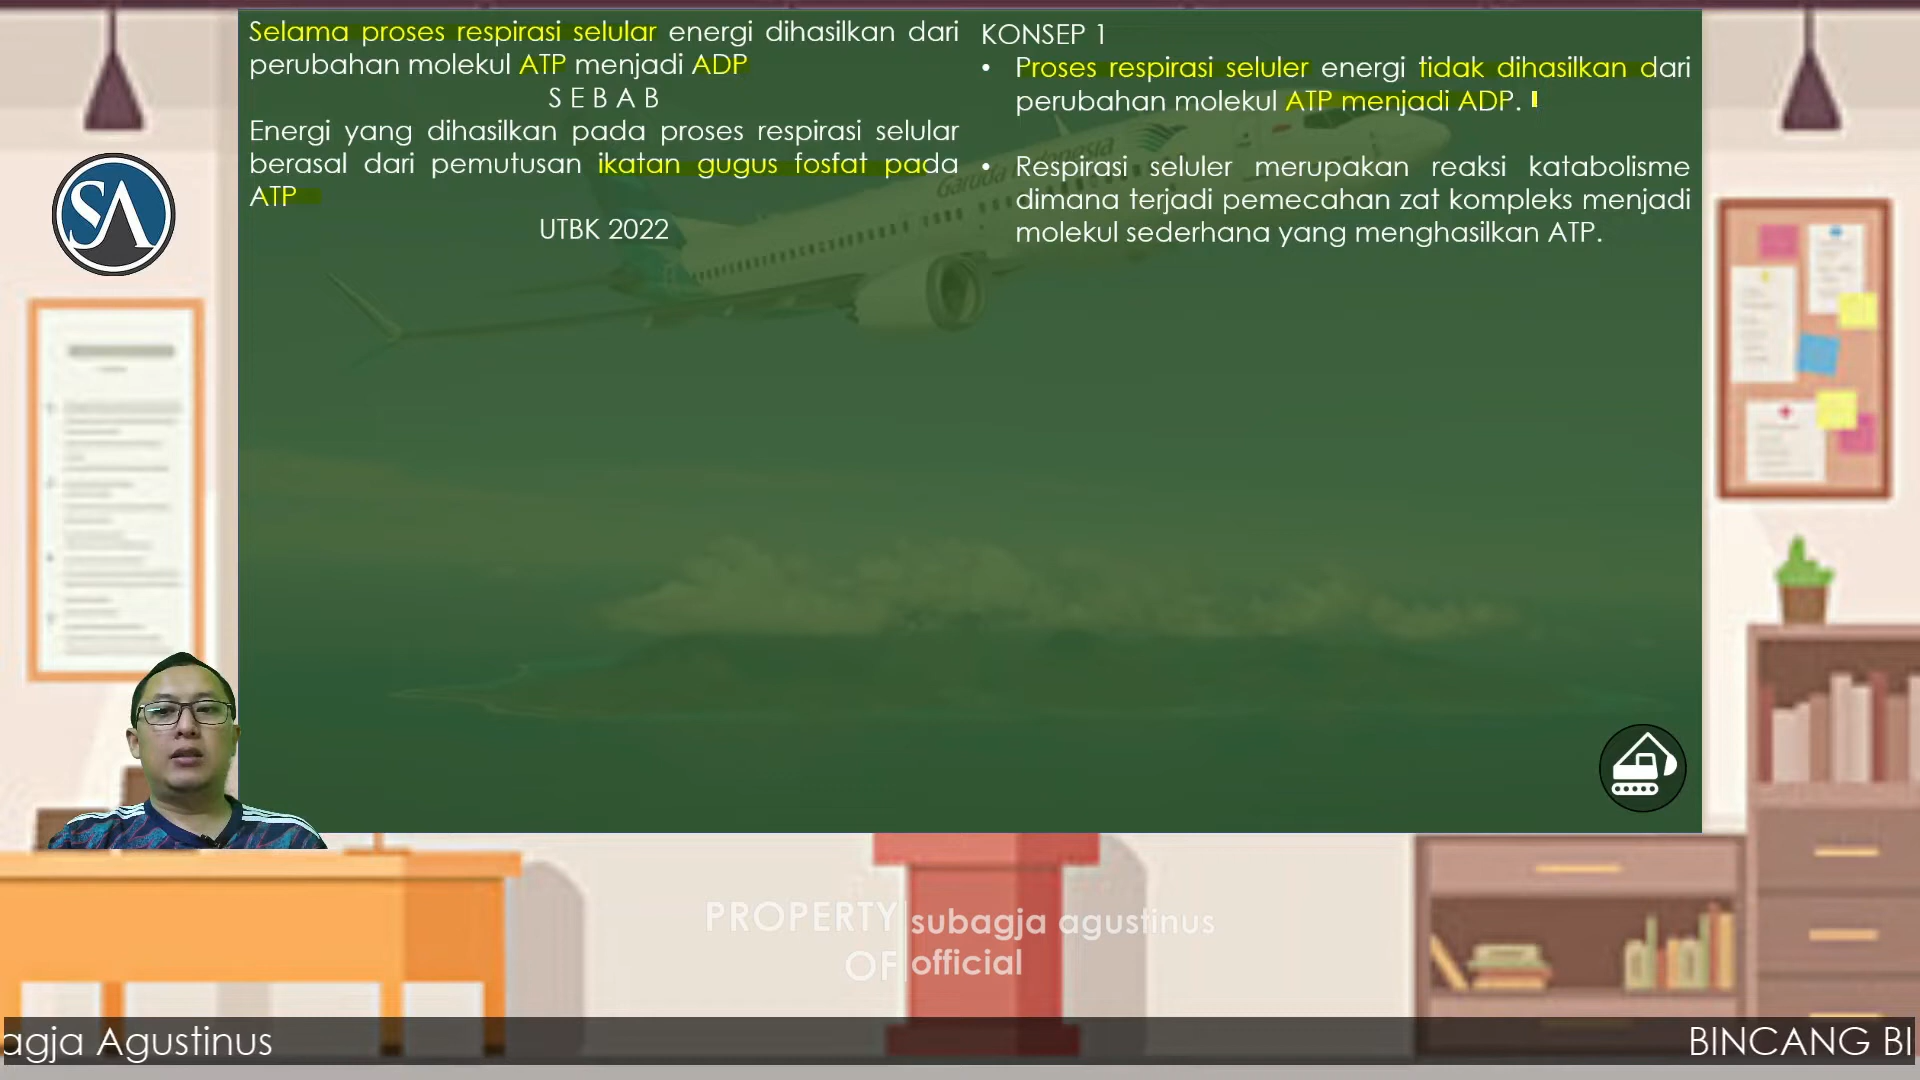 Selama proses respirasi selular energi dihasilkan dari
perubahan molekul ATP menjadi ADP
S E B A B
Energi yang dihasilkan pada proses respirasi selular
berasal dari pemutusan ikatan gugus fosfat pada
ATP
UTBK 2022
KONSEP 1
• Proses respirasi seluler energi tidak dihasilkan dari
perubahan molekul ATP menjadi ADP.
• Respirasi seluler merupakan reaksi katabolisme
dimana terjadi pemecahan zat kompleks menjadi
molekul sederhana yang menghasilkan ATP.
Garuda Indonesia
SA
PROPERTY OF
subagja agustinus
official
agja Agustinus
BINCANG BI